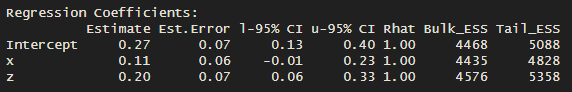 Regression Coefficients:
Estimate Est.Error l-95% CI u-95% CI Rhat Bulk_ESS Tail_ESS
Intercept 0.27 0.07 0.13 0.40 1.00 4468 5088
x 0.11 0.06 -0.01 0.23 1.00 4435 4828
z 0.20 0.07 0.06 0.33 1.00 4576 5358